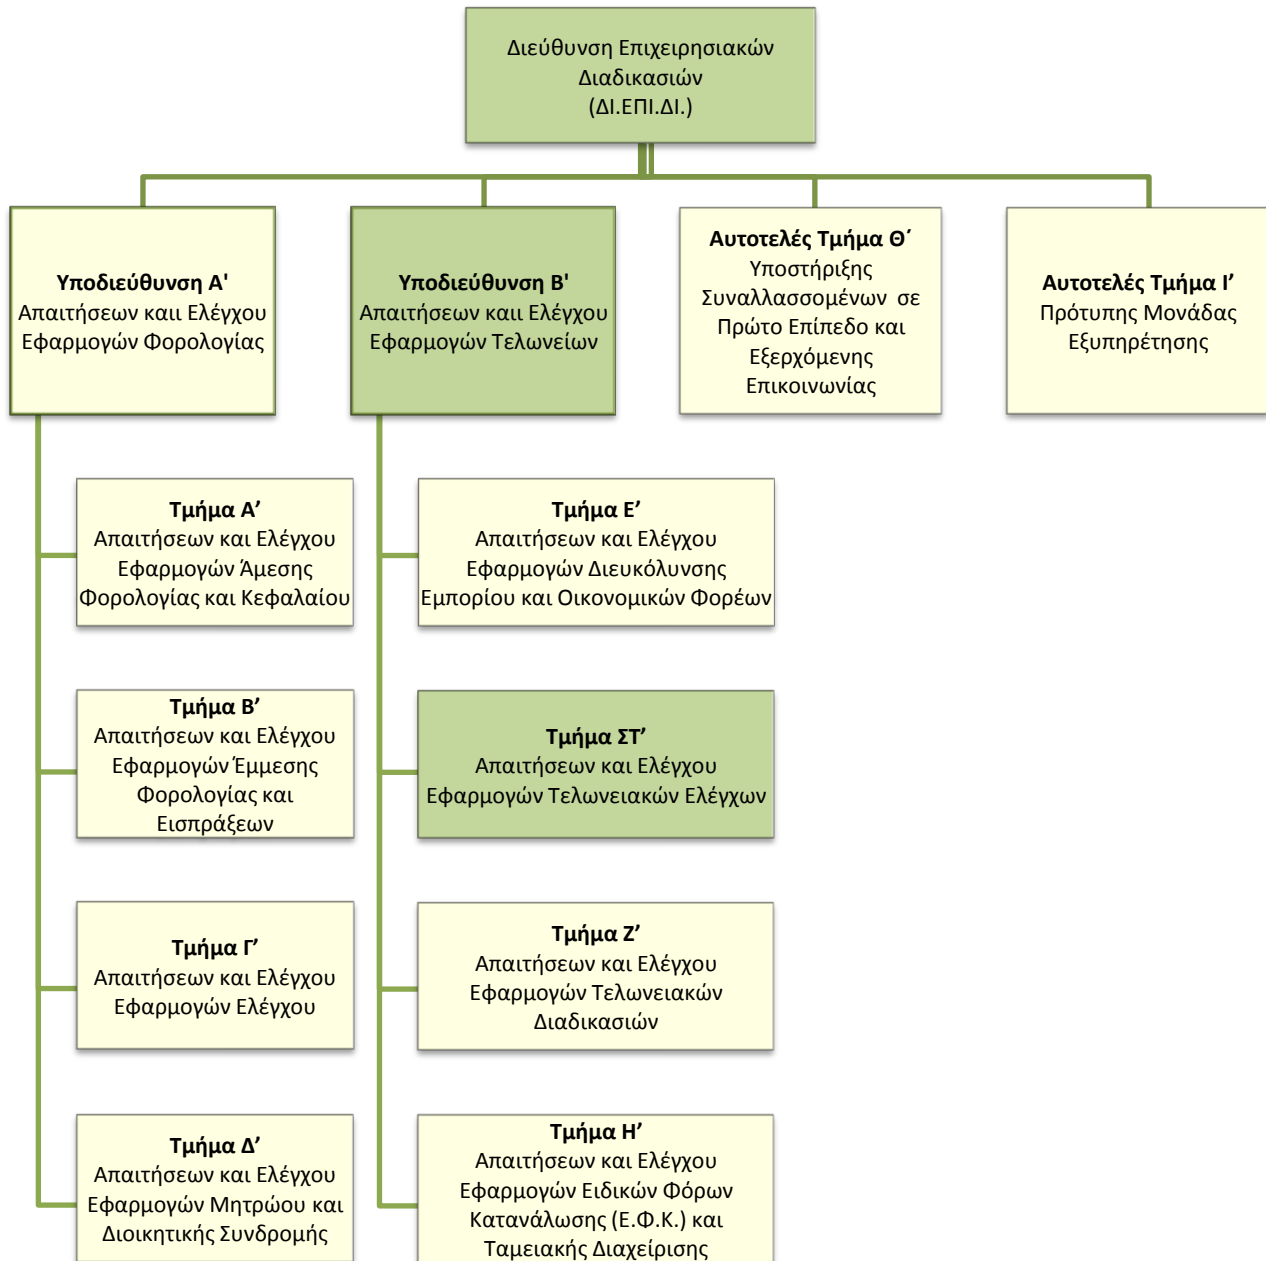 Διεύθυνση Επιχειρησιακών
Διαδικασιών
(ΔΙ.ΕΠΙ.ΔΙ.)
Υποδιεύθυνση Α'
Απαιτήσεων καιι Ελέγχου
Εφαρμογών Φορολογίας
Υποδιεύθυνση Β'
Απαιτήσεων καιι Ελέγχου
Εφαρμογών Τελωνείων
Αυτοτελές Τμήμα Θ΄
Υποστήριξης
Συναλλασσομένων σε
Πρώτο Επίπεδο και
Εξερχόμενης
Επικοινωνίας
Αυτοτελές Τμήμα Ι’
Πρότυπης Μονάδας
Εξυπηρέτησης
Τμήμα Α’
Απαιτήσεων και Ελέγχου
Εφαρμογών Άμεσης
Φορολογίας και Κεφαλαίου
Τμήμα Β’
Απαιτήσεων και Ελέγχου
Εφαρμογών Έμμεσης
Φορολογίας και
Εισπράξεων
Τμήμα Γ’
Απαιτήσεων και Ελέγχου
Εφαρμογών Ελέγχου
Τμήμα Δ’
Απαιτήσεων και Ελέγχου
Εφαρμογών Μητρώου και
Διοικητικής Συνδρομής
Τμήμα Ε’
Απαιτήσεων και Ελέγχου
Εφαρμογών Διευκόλυνσης
Εμπορίου και Οικονομικών Φορέων
Τμήμα ΣΤ’
Απαιτήσεων και Ελέγχου
Εφαρμογών Τελωνειακών Ελέγχων
Τμήμα Ζ’
Απαιτήσεων και Ελέγχου
Εφαρμογών Τελωνειακών
Διαδικασιών
Τμήμα Η’
Απαιτήσεων και Ελέγχου
Εφαρμογών Ειδικών Φόρων
Κατανάλωσης (Ε.Φ.Κ.) και
Ταμειακής Διαχείρισης